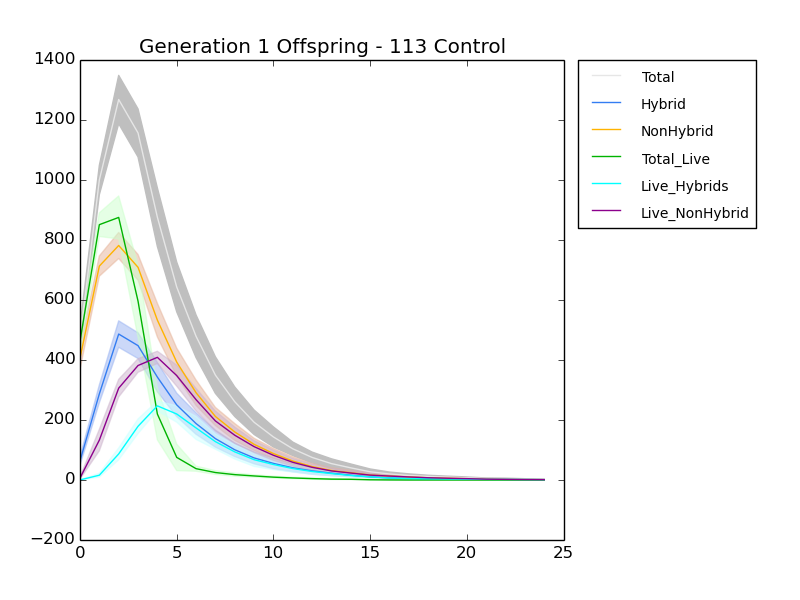 Generation 1 Offspring - 113 Control
1400
1200
1000
800
600
400
200
0
−200
0 5 10 15 20 25
Total
Hybrid
NonHybrid
Total_Live
Live_Hybrids
Live_NonHybrid